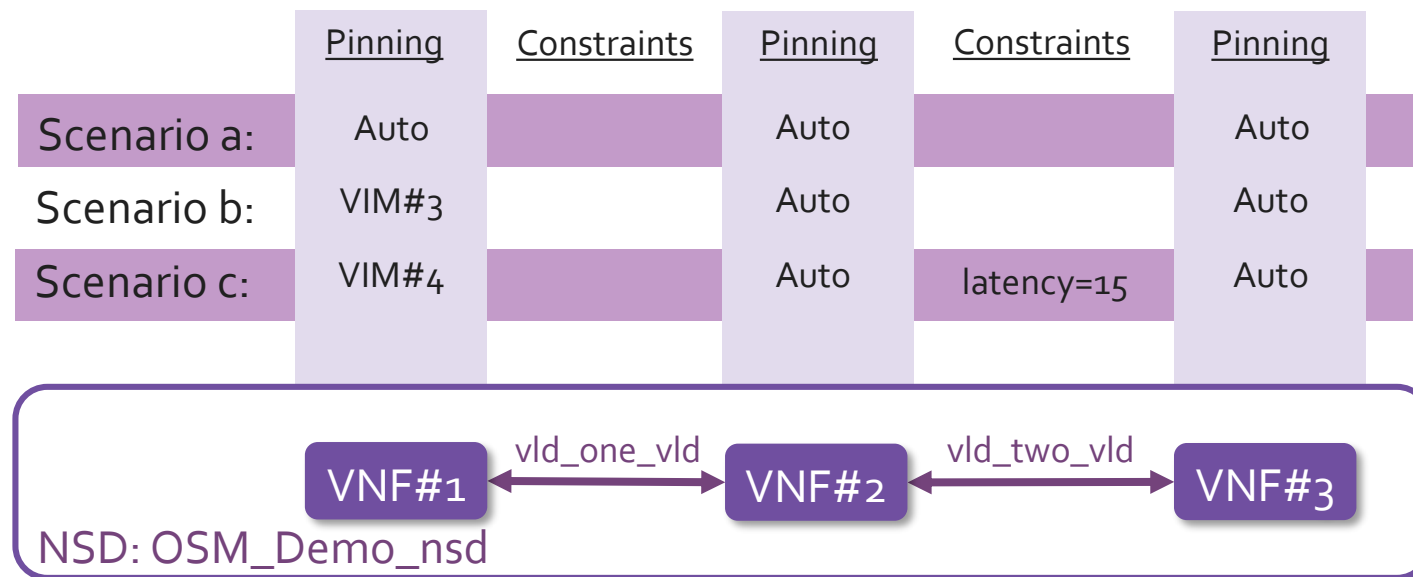 Pinning Constraints Pinning Constraints Pinning
Scenario a: Auto Auto Auto
Scenario b: VIM#3 Auto Auto
Scenario c: VIM#4 Auto latency=15 Auto
vld_one_vld vld_two_vld
VNF#1 VNF#2 VNF#3
NSD: OSM_Demo_nsd